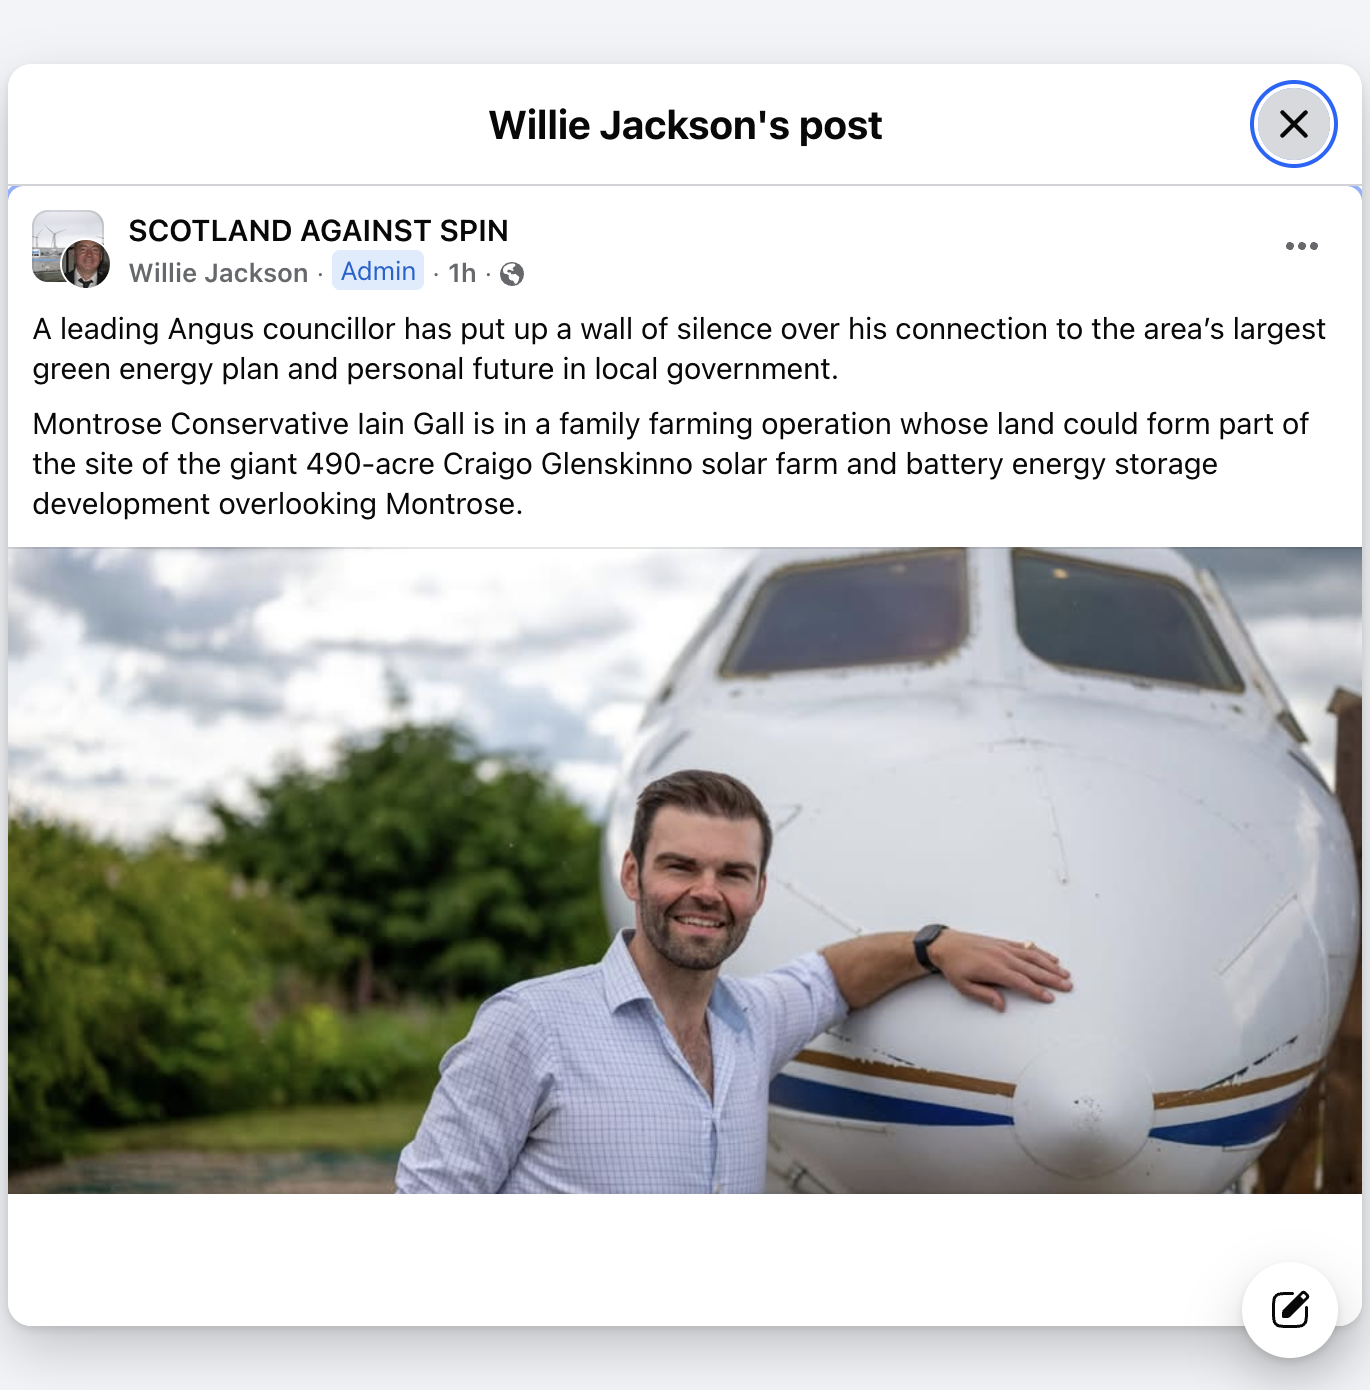 Willie Jackson's post
SCOTLAND AGAINST SPIN
Willie Jackson · Admin · 1h ·
A leading Angus councillor has put up a wall of silence over his connection to the area’s largest
green energy plan and personal future in local government.
Montrose Conservative Iain Gall is in a family farming operation whose land could form part of
the site of the giant 490-acre Craigo Glenskinno solar farm and battery energy storage
development overlooking Montrose.